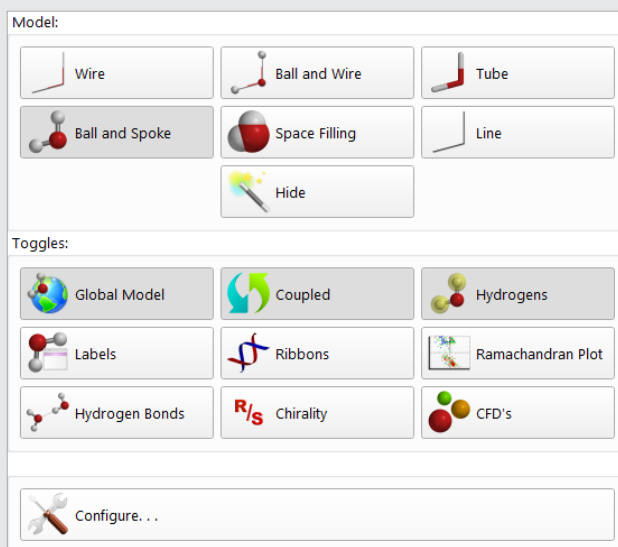 Model:
Wire
Ball and Wire
Tube
Ball and Spoke
Space Filling
Line
Hide
Toggles:
Global Model
Coupled
Hydrogens
Labels
Ribbons
Ramachandran Plot
Hydrogen Bonds
R/S
Chirality
CFD's
Configure. . .